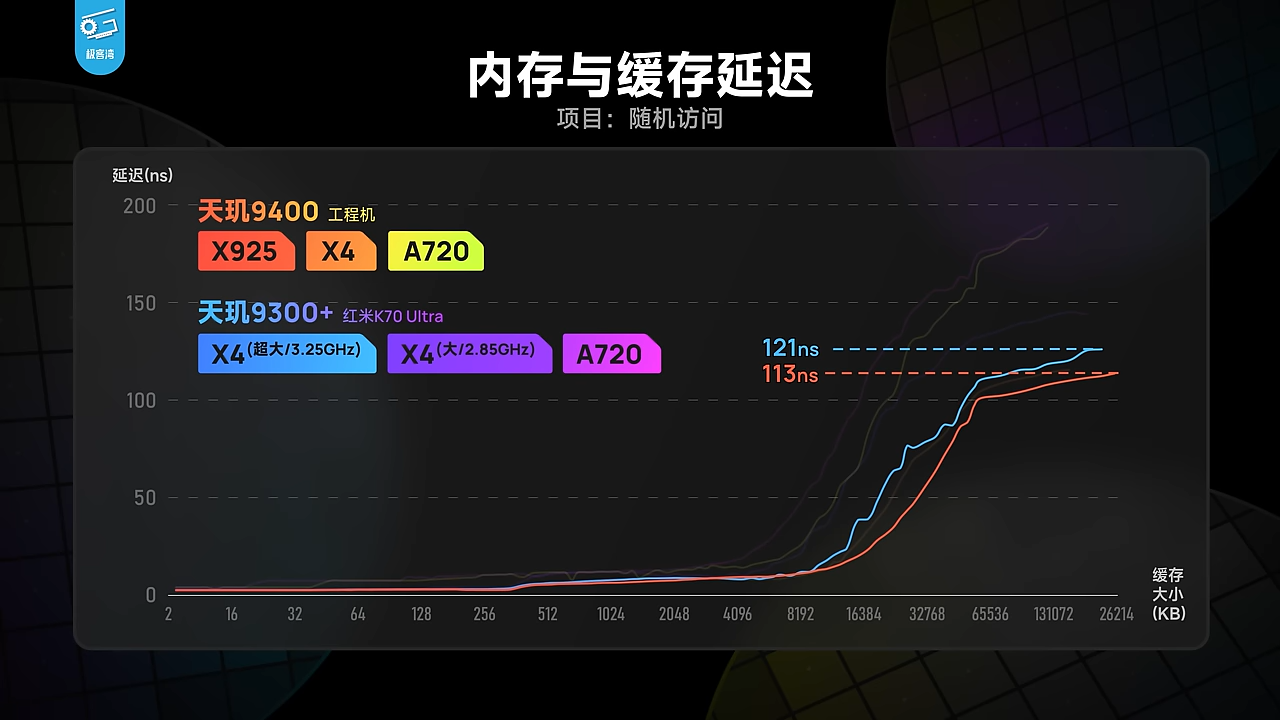 极客湾
内存与缓存延迟
项目：随机访问
延迟(ns)
200
天玑9400 工程机
X925 X4 A720
150
天玑9300+ 红米K70 Ultra
X4(超大/3.25GHz) X4(大/2.85GHz) A720
121ns
113ns
100
50
0
2 16 32 64 128 256 512 1024 2048 4096 8192 16384 32768 65536 131072 26214
缓存
大小
(KB)